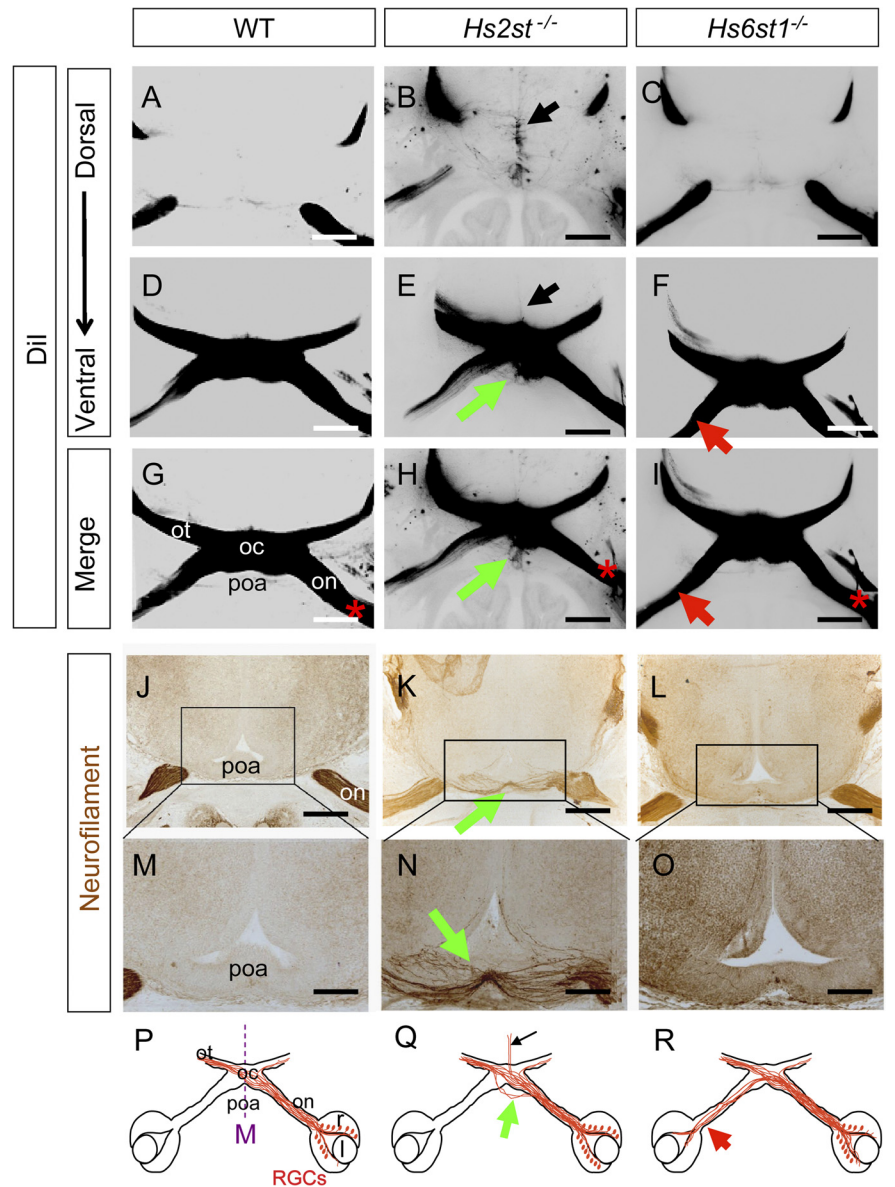 WT
Hs2st -/-
Hs6st1-/-
DiI
Dorsal
Ventral
A
B
C
D
E
F
Merge
G
H
I
ot
oc
on
poa
*
*
*
Neurofilament
J
K
L
poa
on
M
N
O
poa
P
Q
R
ot
oc
poa
on
M
r
l
RGCs